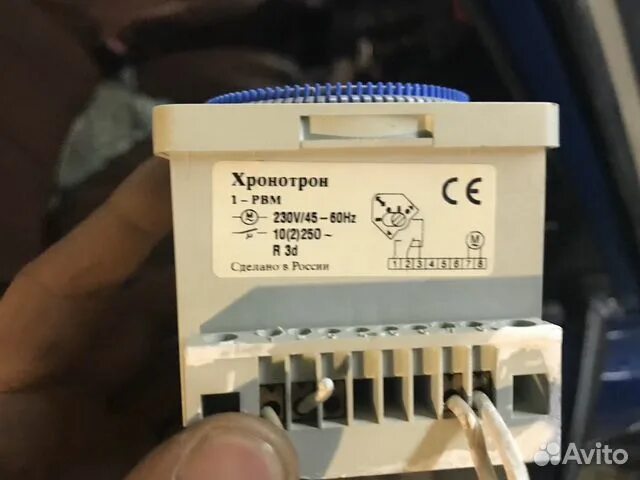 Хронотрон
1 – РВМ
M 230V/45 – 60Hz
µ 10(2)250 ~
R 3d
Сделано в России
CE
M
1 2 3 4 5 6 7 8
Avito